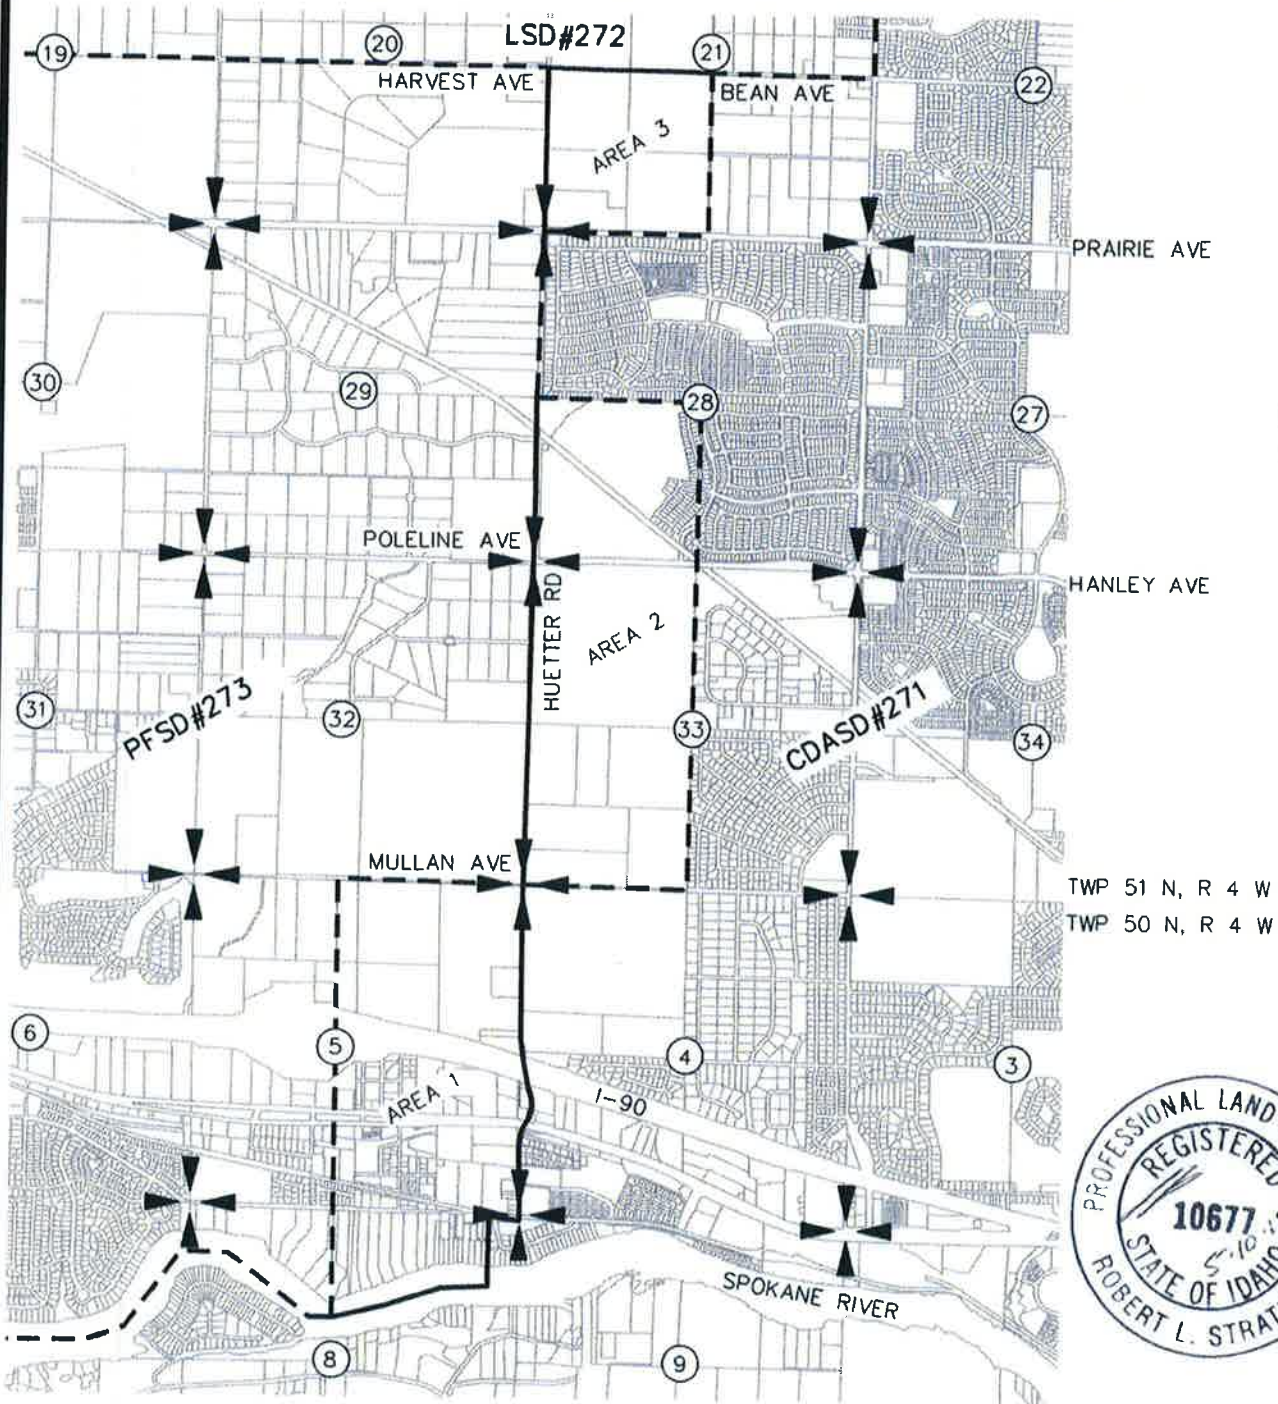 LSD#272
19
20
21
22
HARVEST AVE
BEAN AVE
AREA 3
PRAIRIE AVE
30
29
28
27
POLELINE AVE
HANLEY AVE
HUETTER RD
AREA 2
31
PFSD#273
32
33
CDASD#271
34
MULLAN AVE
TWP 51 N, R 4 W
TWP 50 N, R 4 W
6
5
4
3
AREA 1
I-90
SPOKANE RIVER
8
9
PROFESSIONAL LAND
REGISTERED
10677
5-10
STATE OF IDAHO
ROBERT L.